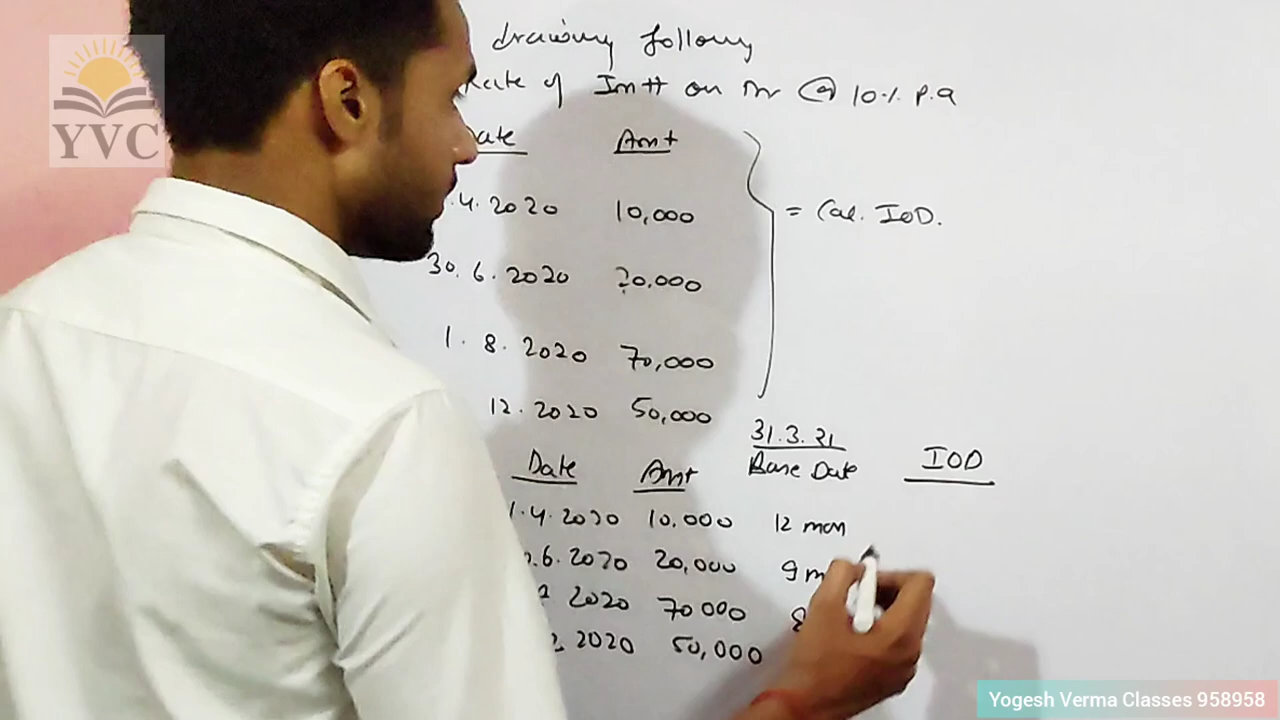 YVC
drawing following
Rate of Intt on Dr @ 10% P.a
Date Amt
.4.2020 10,000
30.6.2020 20,000
1.8.2020 70,000
12.2020 50,000
= Cal. IOD.
31.3.21
Date Amt Base Date IOD
1.4.2020 10,000 12 mon
.6.2020 20,000 9 m
2020 70000 8
2020 50,000
Yogesh Verma Classes 958958